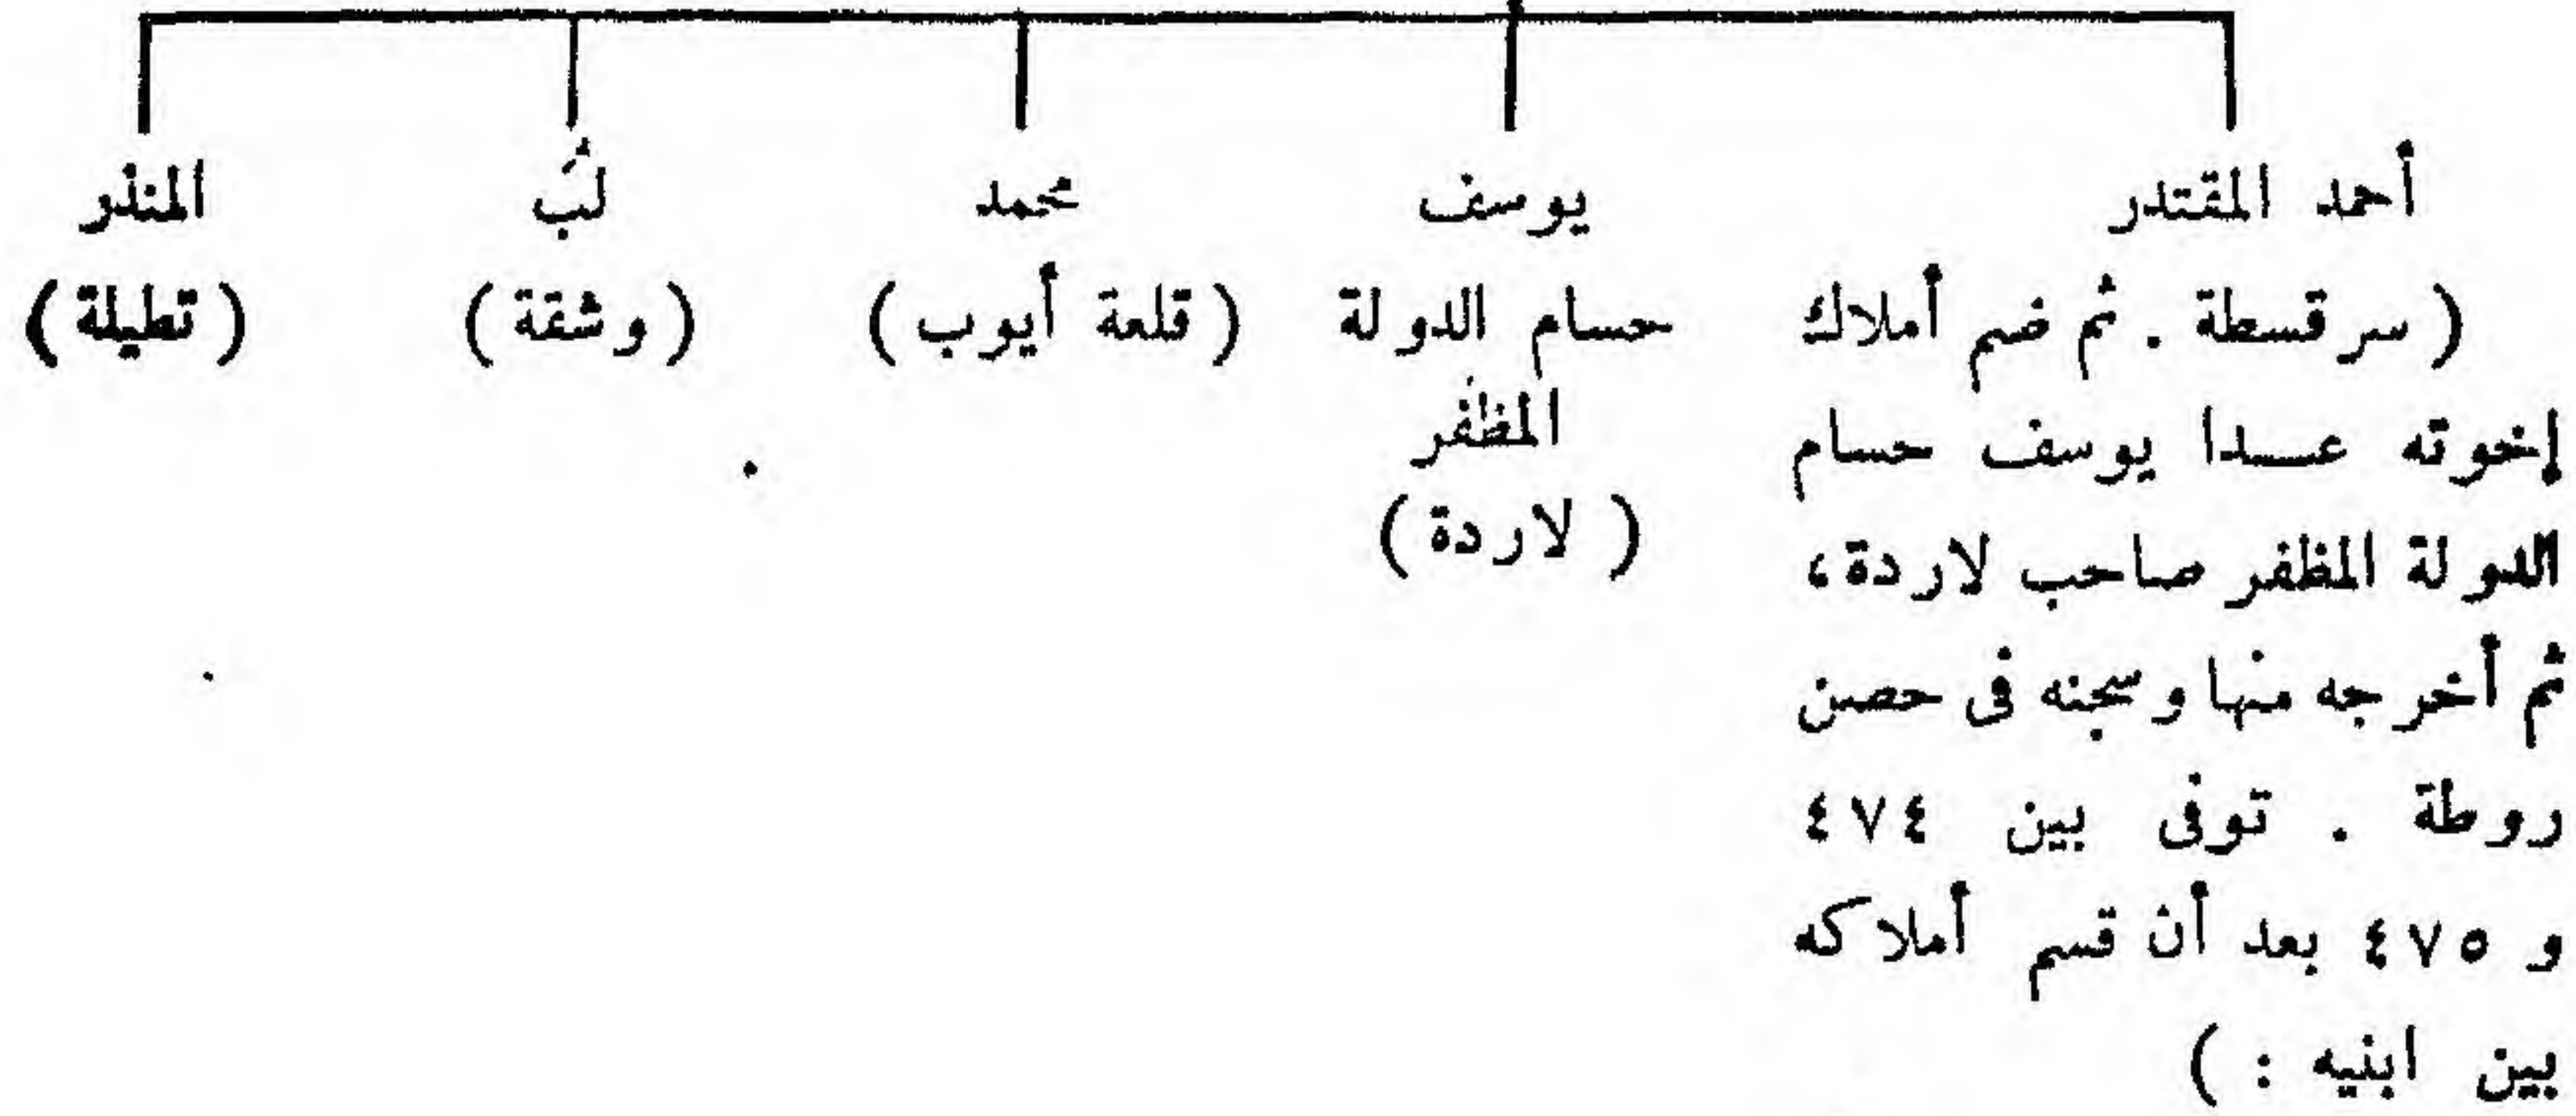 أحمد المقتدر
(سرقسطة . ثم ضم أملاك
إخوته عدا يوسف حسام
الدولة المظفر صاحب لاردة،
ثم أخرجه منها وسجنه فى حصن
روطة . توفى بين ٤٧٤
و ٤٧٥ بعد أن قسم أملاكه
بين ابنيه : )
يوسف
حسام الدولة
المظفر
(لاردة)
محمد
(قلعة أيوب)
لُب
(وشقة)
المنذر
(تطيلة)